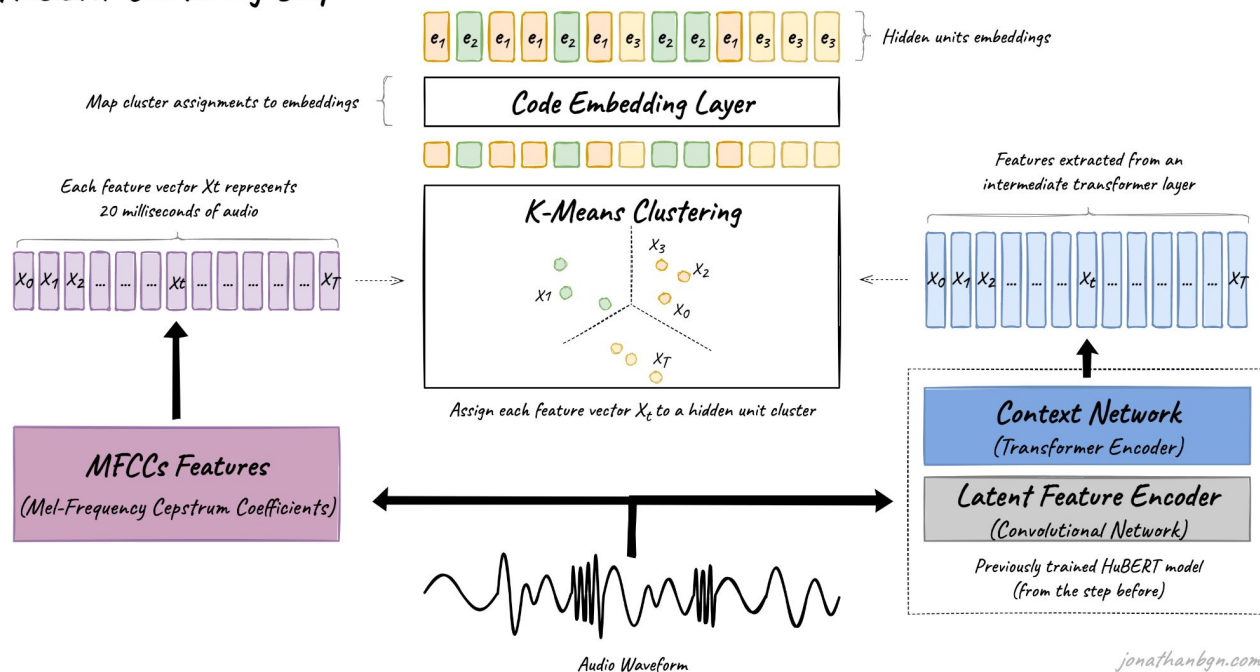 e1 e2 e1 e1 e2 e1 e3 e2 e2 e1 e3 e3 e3
Hidden units embeddings
Map cluster assignments to embeddings
Code Embedding Layer
Each feature vector Xt represents
20 milliseconds of audio
X0 X1 X2 ... ... ... Xt ... ... ... ... ... XT
K-Means Clustering
X3
X2
X1
X0
XT
Assign each feature vector Xt to a hidden unit cluster
Features extracted from an
intermediate transformer layer
X0 X1 X2 ... ... ... Xt ... ... ... ... ... XT
MFCCs Features
(Mel-Frequency Cepstrum Coefficients)
Context Network
(Transformer Encoder)
Latent Feature Encoder
(Convolutional Network)
Previously trained HuBERT model
(from the step before)
Audio Waveform
jonathanbgn.com